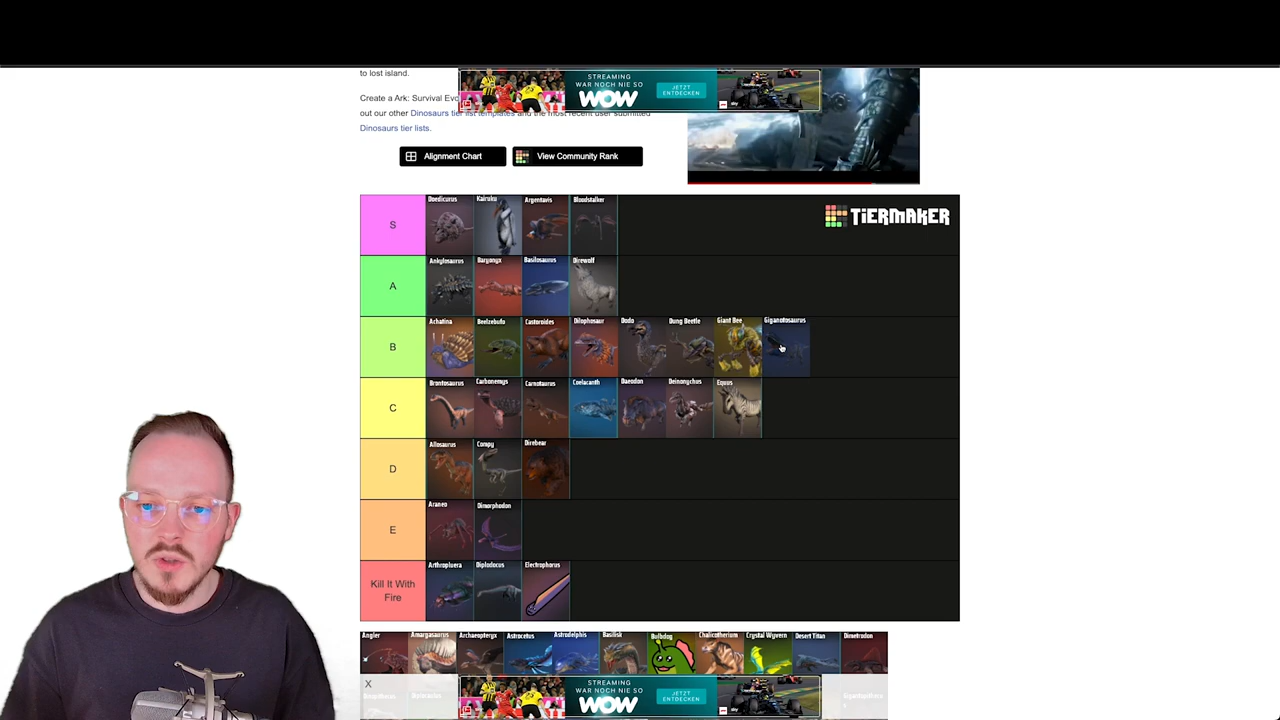 to lost island.
Create a Ark: Survival Evo
out our other Dinosaurs tier list templates and the most recent user submitted
Dinosaurs tier lists.
STREAMING
WAR NOCH NIE SO
WOW
JETZT
ENTDECKEN
sky
Alignment Chart
View Community Rank
TIERMAKER
S
Doedicurus
Kairuku
Argentavis
Bloodstalker
A
Ankylosaurus
Baryonyx
Basilosaurus
Direwolf
B
Achatina
Beelzebufo
Castoroides
Dilophosaur
Dodo
Dung Beetle
Giant Bee
Giganotosaurus
C
Brontosaurus
Carbonemys
Carnotaurus
Coelacanth
Daeodon
Deinonychus
Equus
D
Allosaurus
Compy
Direbear
E
Araneo
Dimorphodon
Kill It With
Fire
Arthropluera
Diplodocus
Electrophorus
Angler
Amargasaurus
Archaeopteryx
Astrocetus
Astrodelphis
Basilisk
Bulbdog
Chalicotherium
Crystal Wyvern
Desert Titan
Dimetrodon
X
STREAMING
WAR NOCH NIE SO
WOW
JETZT
ENTDECKEN
sky